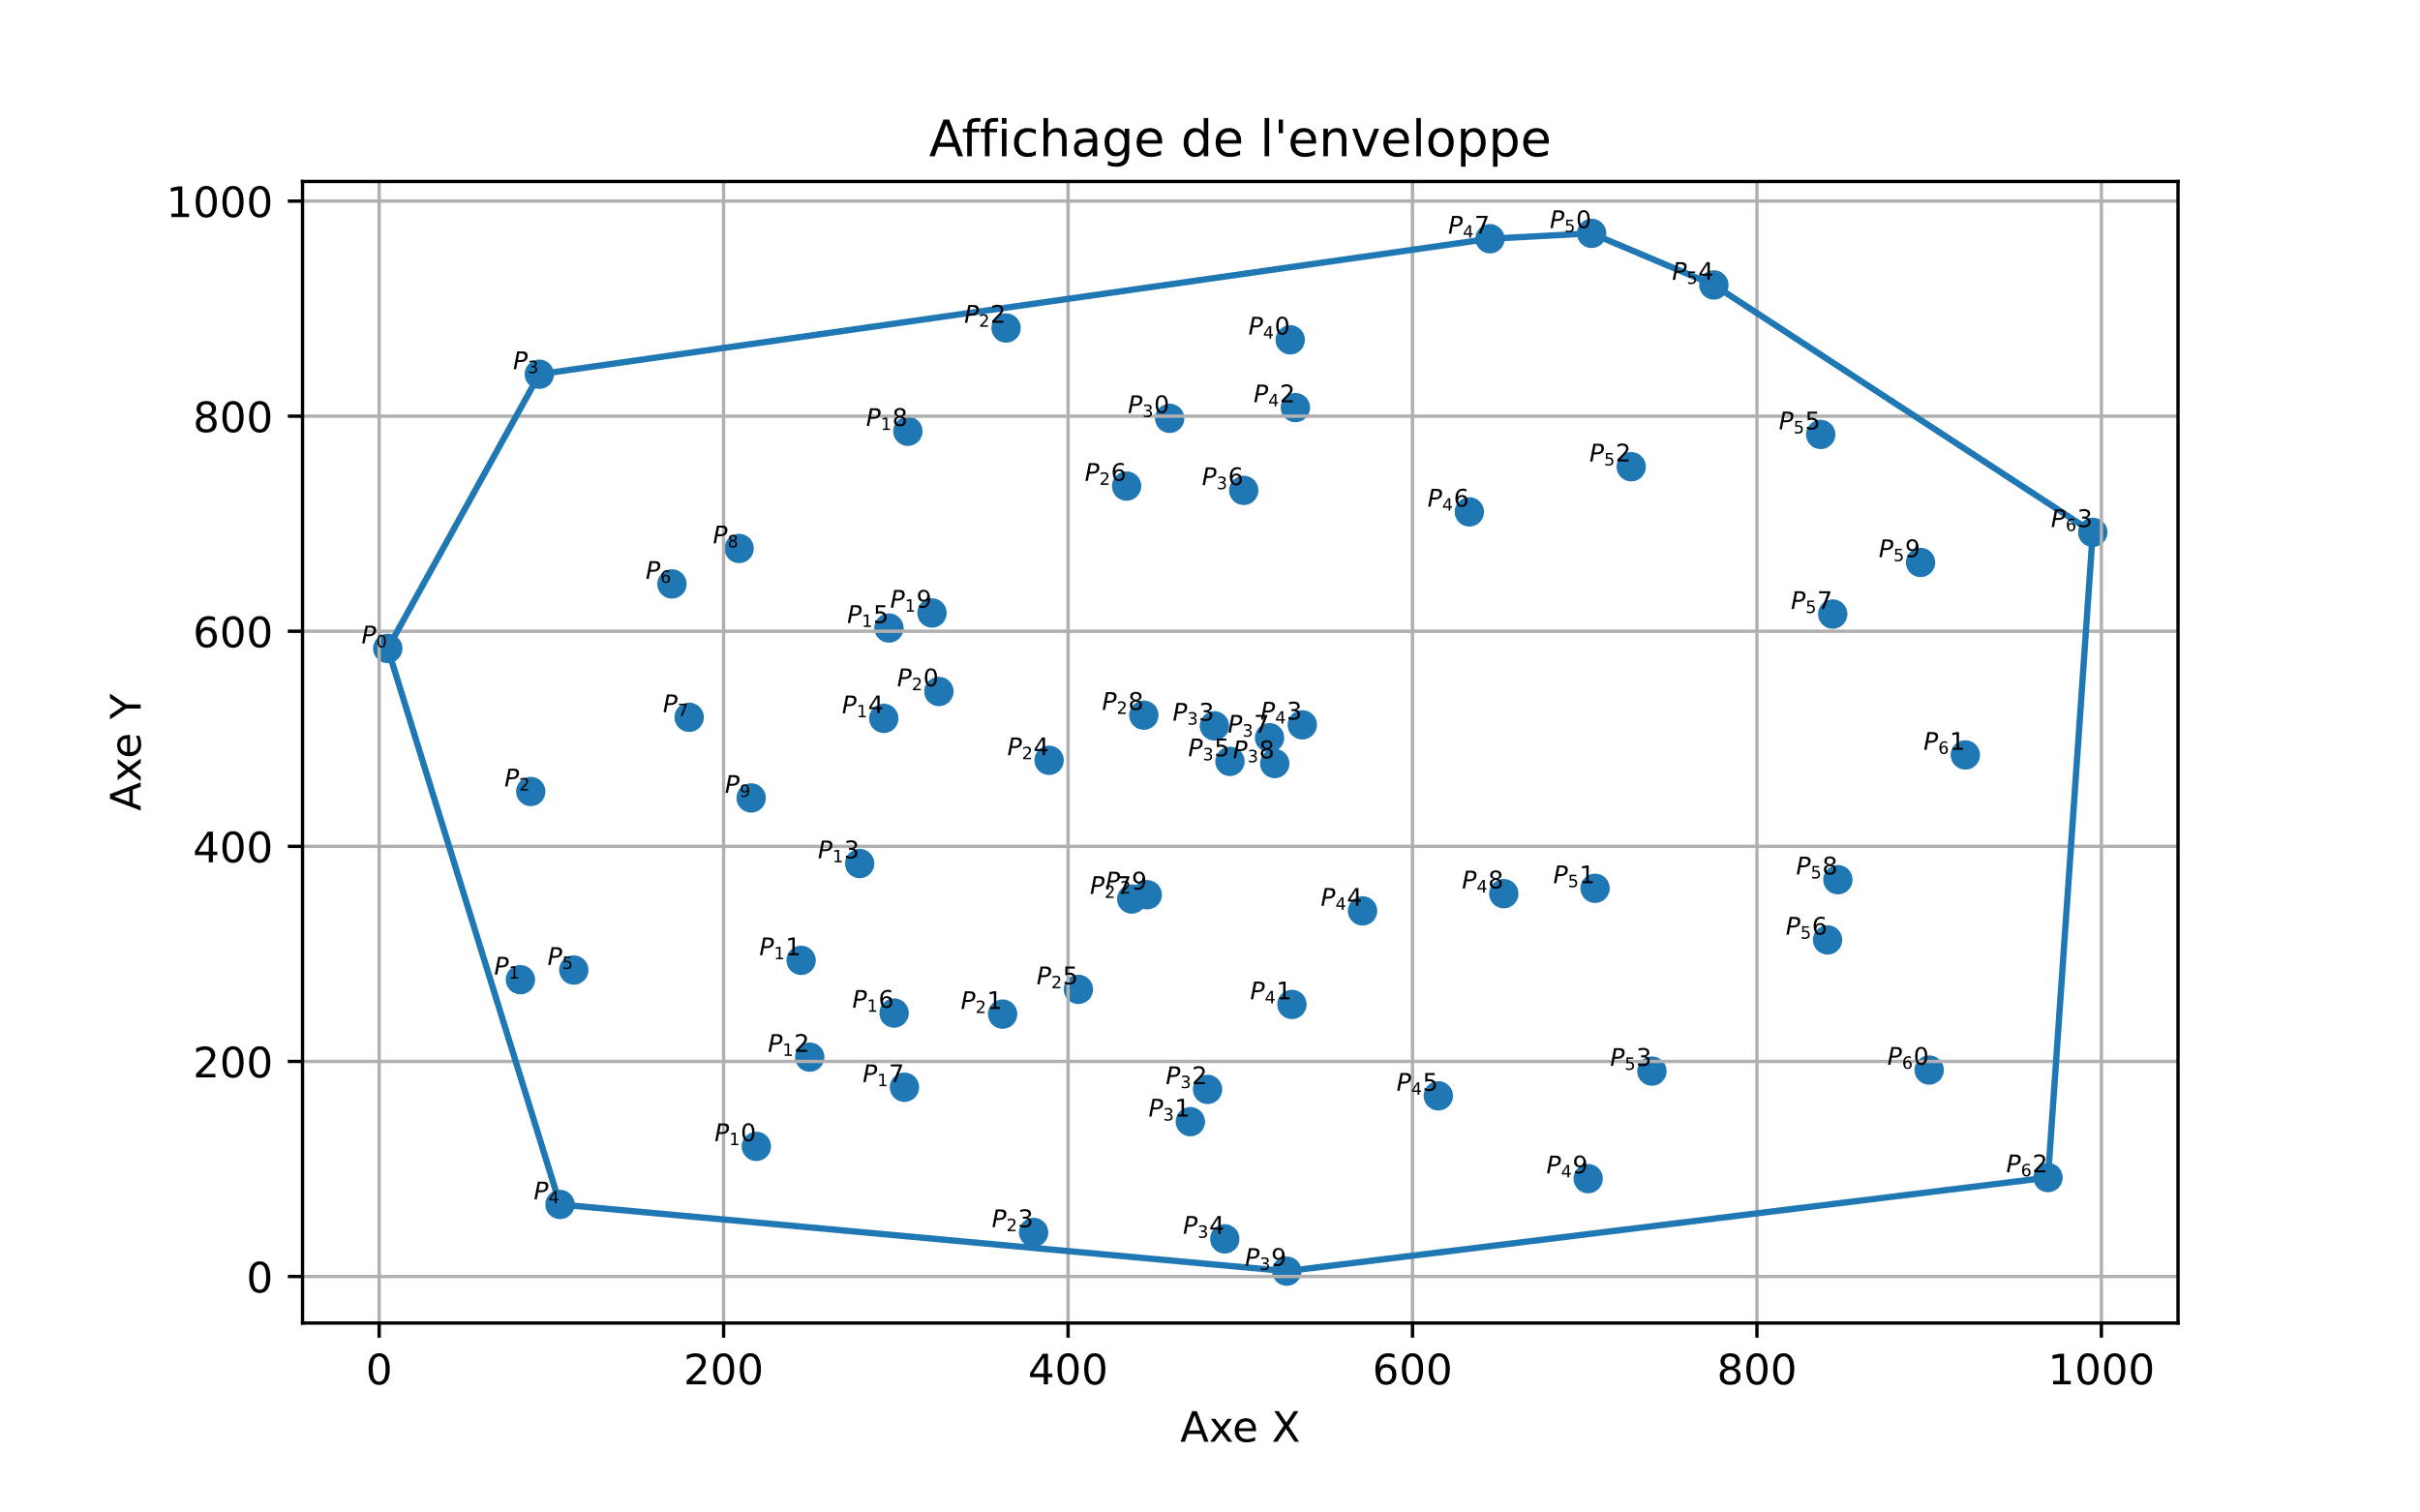 Affichage de l'enveloppe
1000
800
600
400
200
0
Axe Y
0
200
400
600
800
1000
Axe X
P₄7
P₅0
P₅4
P₂2
P₄0
P₃
P₄2
P₃0
P₁8
P₅5
P₅2
P₂6
P₃6
P₄6
P₆3
P₈
P₅9
P₆
P₁9
P₅7
P₁5
P₀
P₂0
P₂8
P₇
P₁4
P₃3
P₄3
P₃7
P₂4
P₃5
P₃8
P₆1
P₂
P₉
P₁3
P₅8
P₂7
P₂9
P₄8
P₅1
P₄4
P₅6
P₁1
P₅
P₁
P₂5
P₄1
P₁6
P₂1
P₁2
P₅3
P₆0
P₁7
P₃2
P₄5
P₃1
P₁0
P₄9
P₆2
P₄
P₂3
P₃4
P₃9